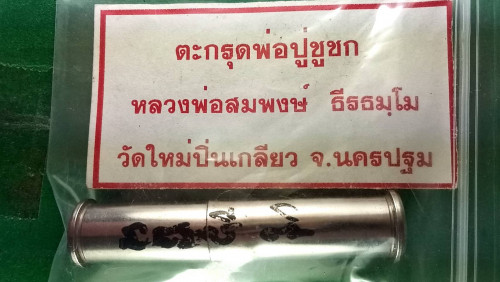 ตะกรุดพ่อปู่ชูชก
หลวงพ่อสมพงษ์ ธีรธมฺโม
วัดใหม่ปิ่นเกลียว จ.นครปฐม